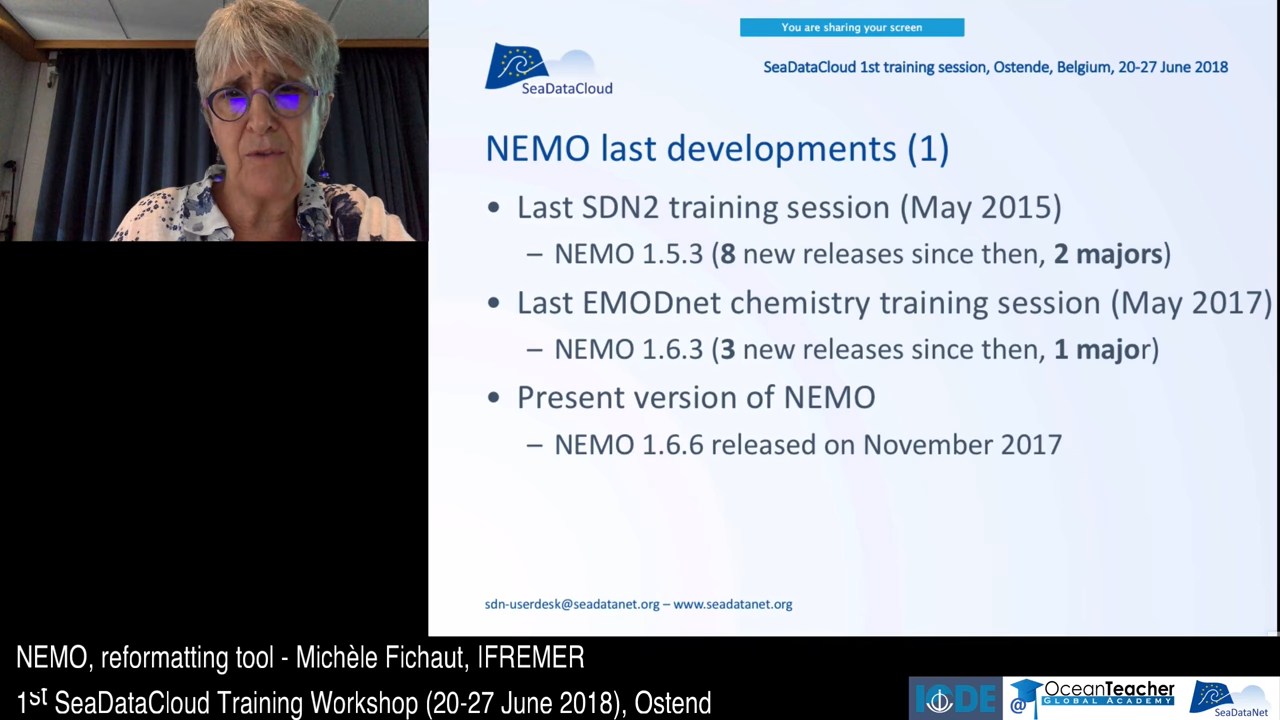 You are sharing your screen
SeaDataCloud
SeaDataCloud 1st training session, Ostende, Belgium, 20-27 June 2018
NEMO last developments (1)
• Last SDN2 training session (May 2015)
– NEMO 1.5.3 (8 new releases since then, 2 majors)
• Last EMODnet chemistry training session (May 2017)
– NEMO 1.6.3 (3 new releases since then, 1 major)
• Present version of NEMO
– NEMO 1.6.6 released on November 2017
sdn-userdesk@seadatanet.org – www.seadatanet.org
NEMO, reformatting tool - Michèle Fichaut, IFREMER
1st SeaDataCloud Training Workshop (20-27 June 2018), Ostend
IODE
@ OceanTeacher
GLOBAL ACADEMY
SeaDataNet